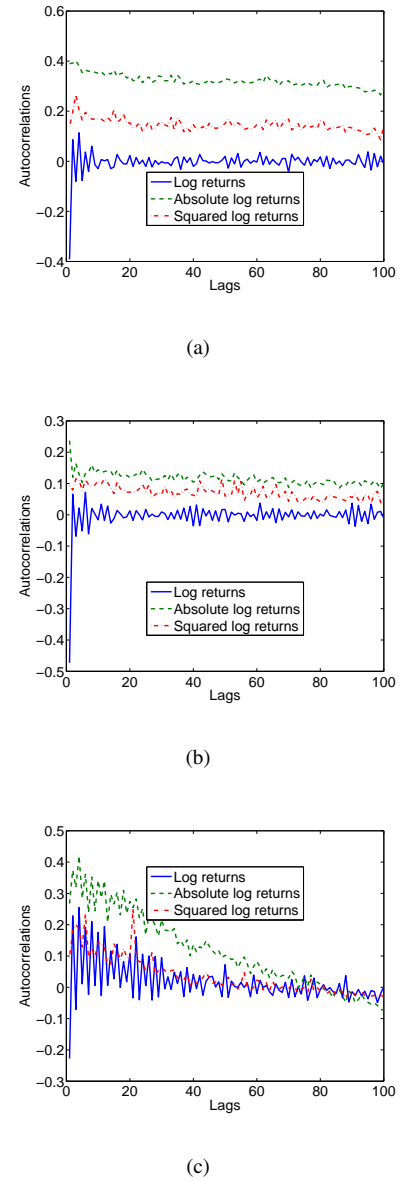 0.6
0.4
0.2
0
−0.2
−0.4
Autocorrelations
Log returns
Absolute log returns
Squared log returns
0 20 40 60 80 100
Lags
(a)
0.3
0.2
0.1
0
−0.1
−0.2
−0.3
−0.4
−0.5
Autocorrelations
Log returns
Absolute log returns
Squared log returns
0 20 40 60 80 100
Lags
(b)
0.5
0.4
0.3
0.2
0.1
0
−0.1
−0.2
−0.3
Autocorrelations
Log returns
Absolute log returns
Squared log returns
0 20 40 60 80 100
Lags
(c)